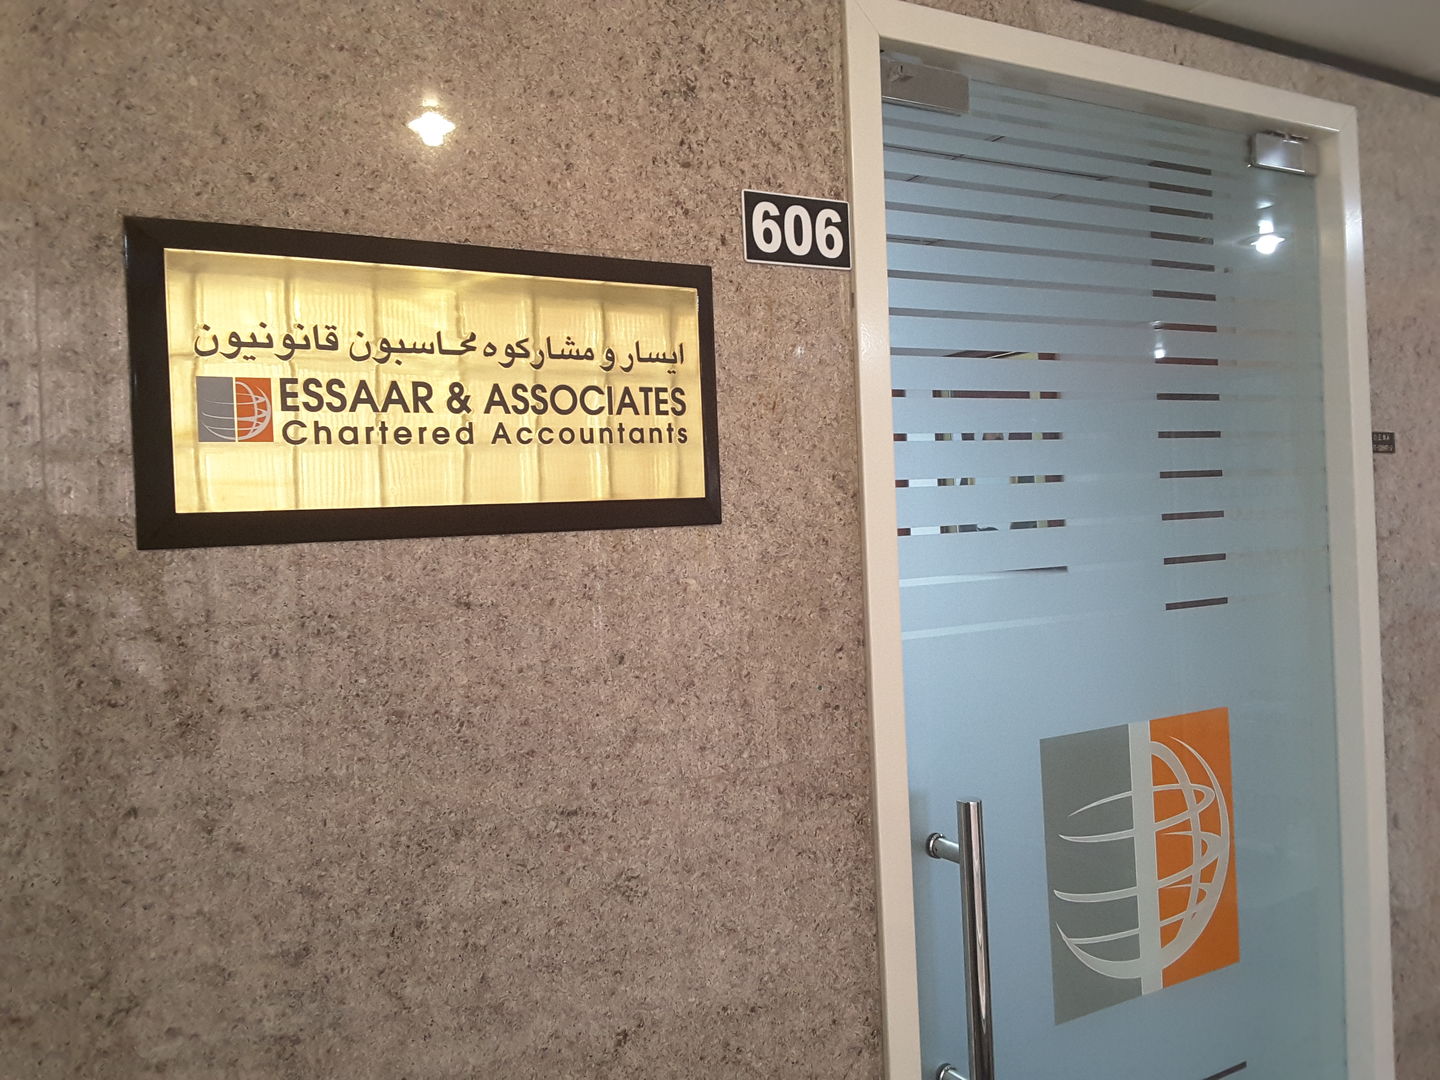 ايسار و مشاركوه محاسبون قانونيون
ESSAAR & ASSOCIATES
Chartered Accountants
606